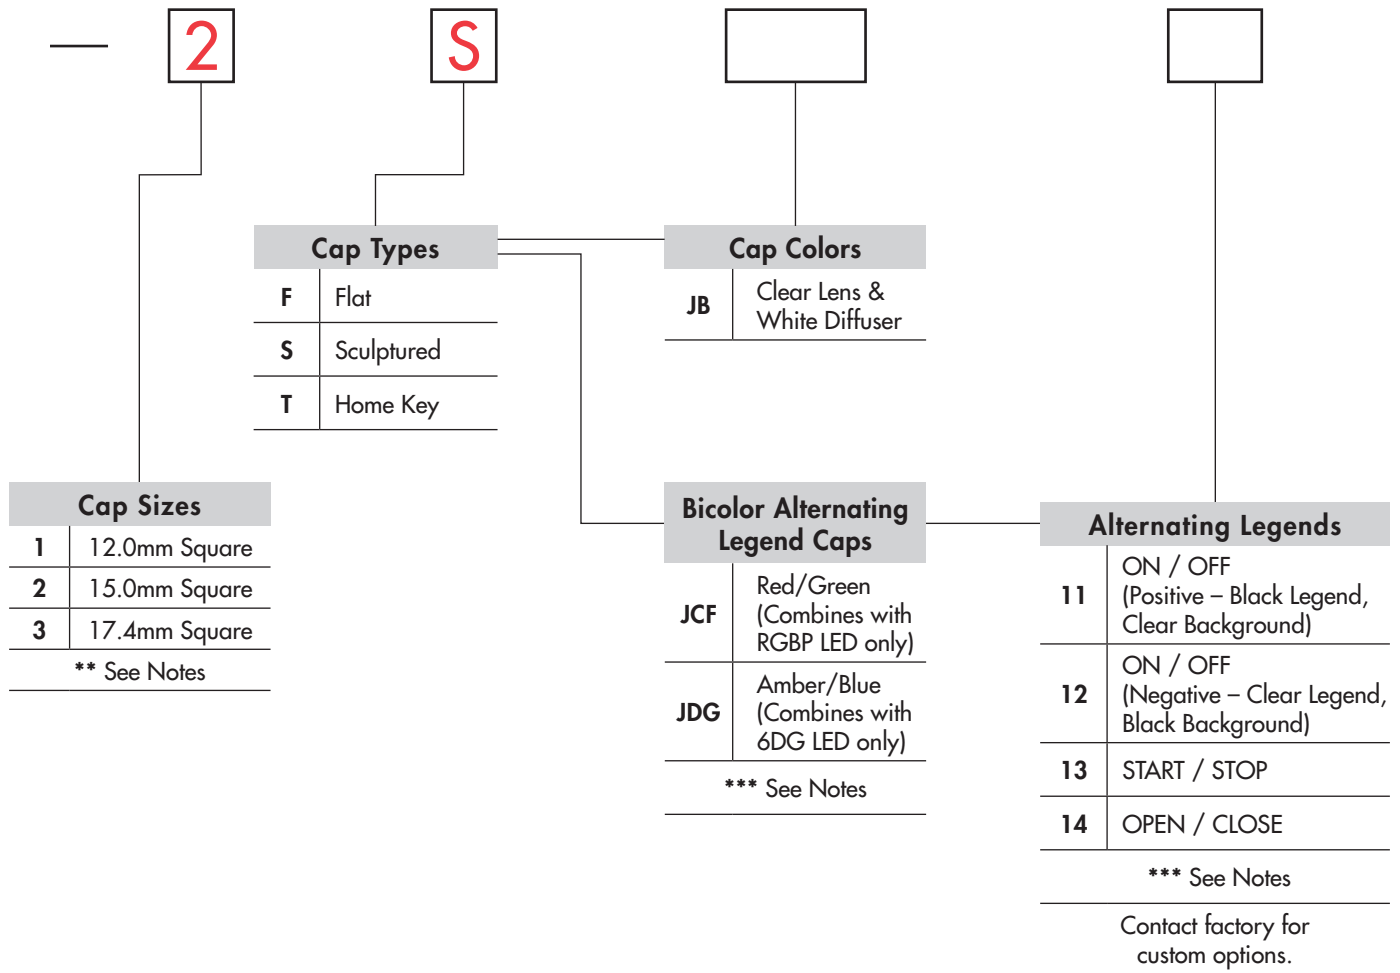 — 2 S
Cap Types
F Flat
S Sculptured
T Home Key
Cap Colors
JB Clear Lens &
White Diffuser
Cap Sizes
1 12.0mm Square
2 15.0mm Square
3 17.4mm Square
** See Notes
Bicolor Alternating
Legend Caps
JCF Red/Green
(Combines with
RGBP LED only)
JDG Amber/Blue
(Combines with
6DG LED only)
*** See Notes
Alternating Legends
11 ON / OFF
(Positive – Black Legend,
Clear Background)
12 ON / OFF
(Negative – Clear Legend,
Black Background)
13 START / STOP
14 OPEN / CLOSE
*** See Notes
Contact factory for
custom options.